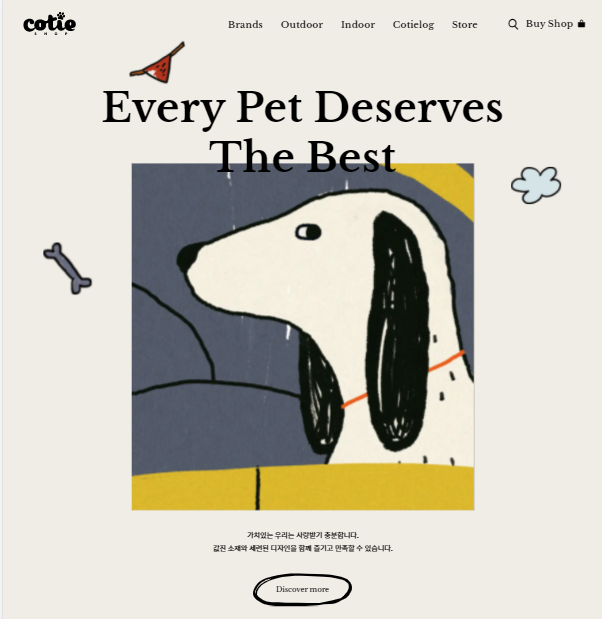 cotie
SHOP
Brands
Outdoor
Indoor
Cotielog
Store
Buy Shop
Every Pet Deserves
The Best
가치있는 우리는 사랑받기 충분합니다.
값진 소재와 세련된 디자인을 함께 즐기고 만족할 수 있습니다.
Discover more